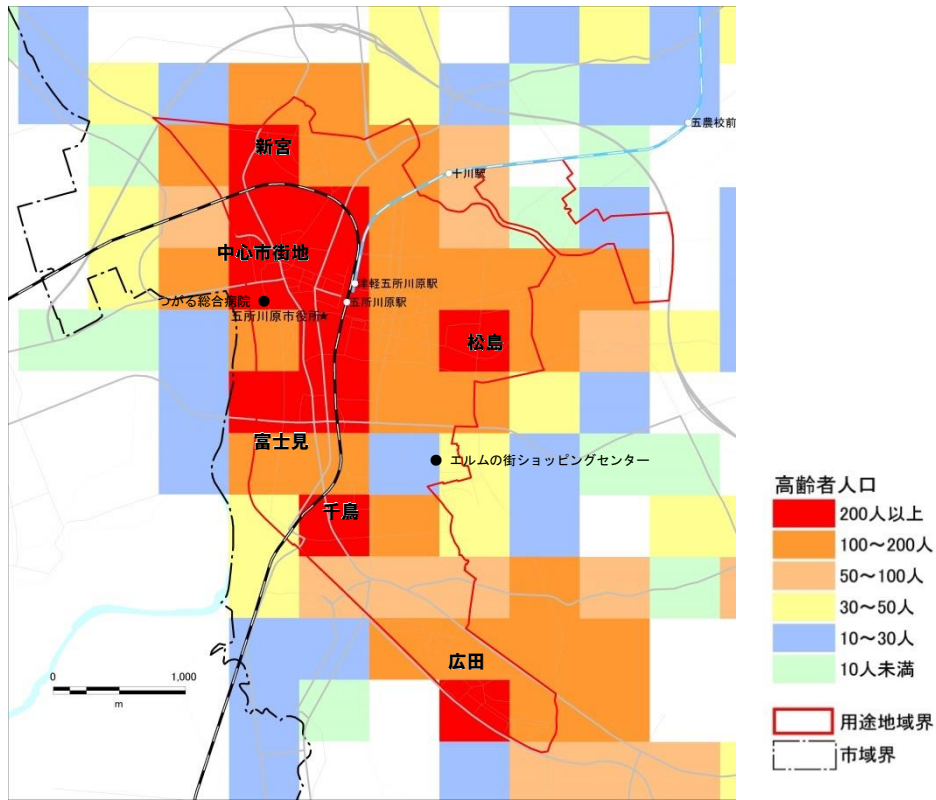 五農校前
新宮
十川駅
中心市街地
津軽五所川原駅
つがる総合病院
五所川原駅
五所川原市役所★
松島
富士見
エルムの街ショッピングセンター
千鳥
広田
0 1,000
m
高齢者人口
200人以上
100～200人
50～100人
30～50人
10～30人
10人未満
用途地域界
市域界